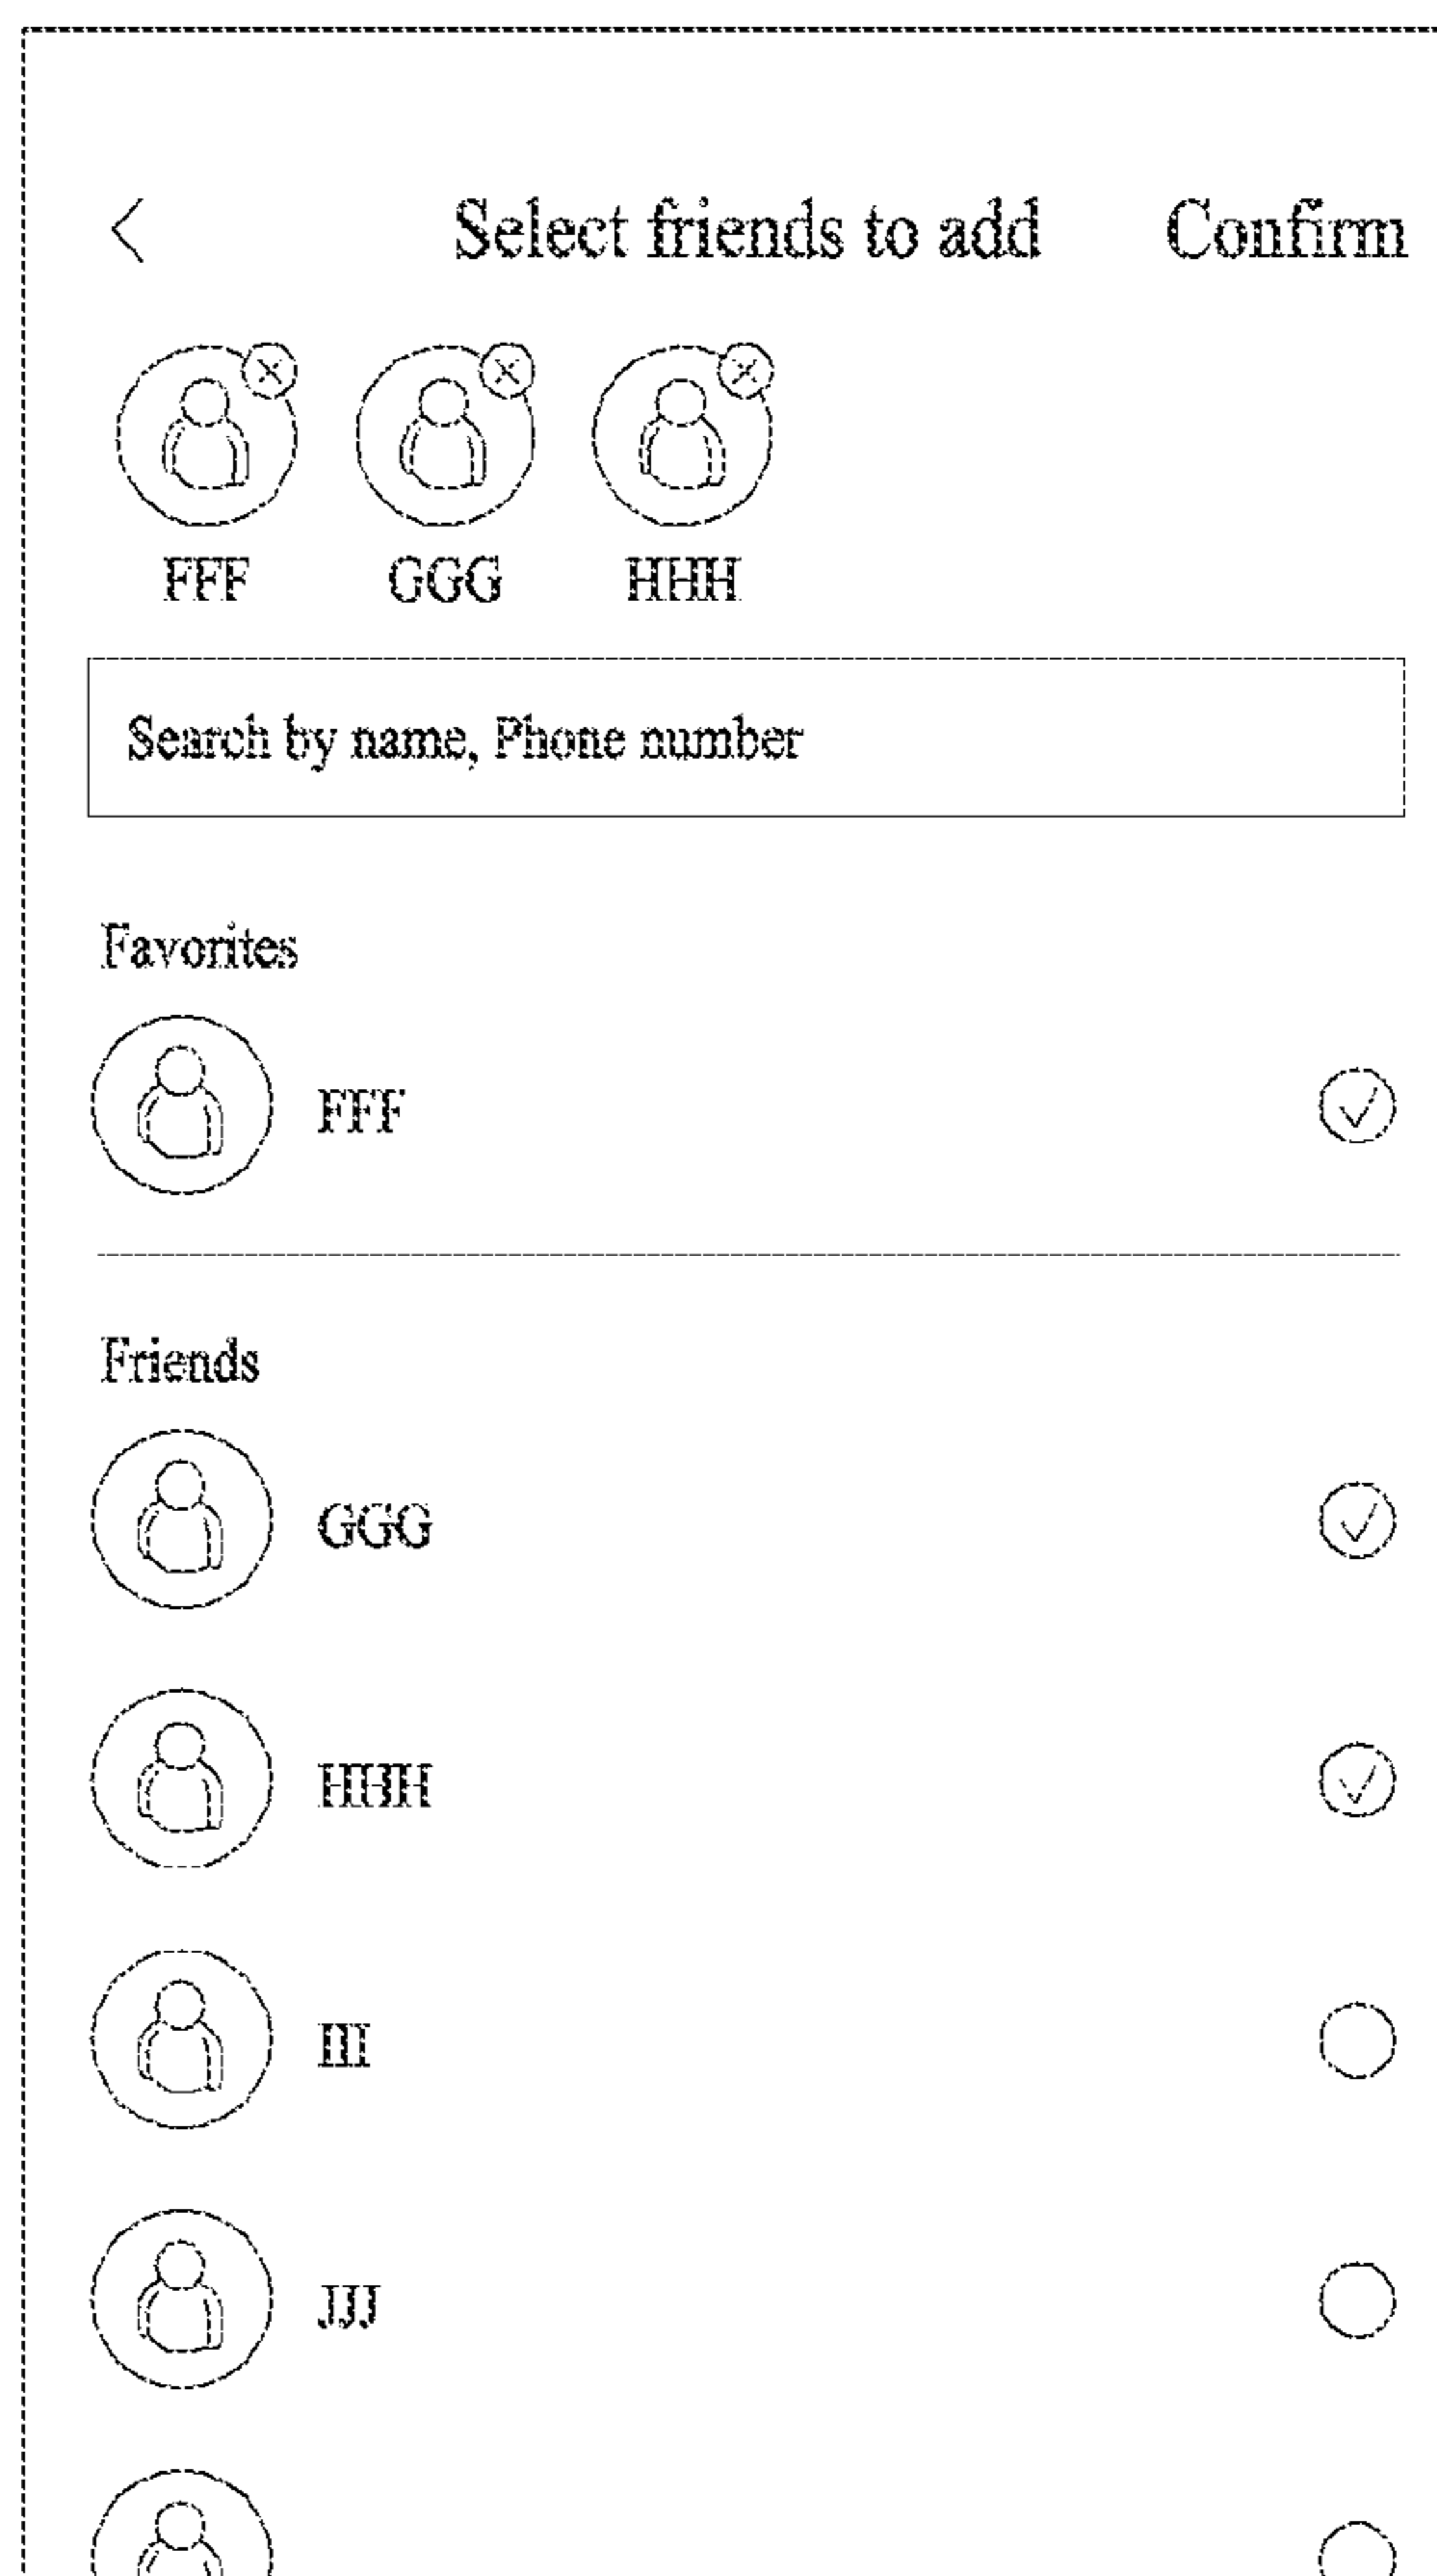 Select friends to add Confirm
FFF GGG HHH
Search by name, Phone number
Favorites
FFF
Friends
GGG
HHH
III
JJJ